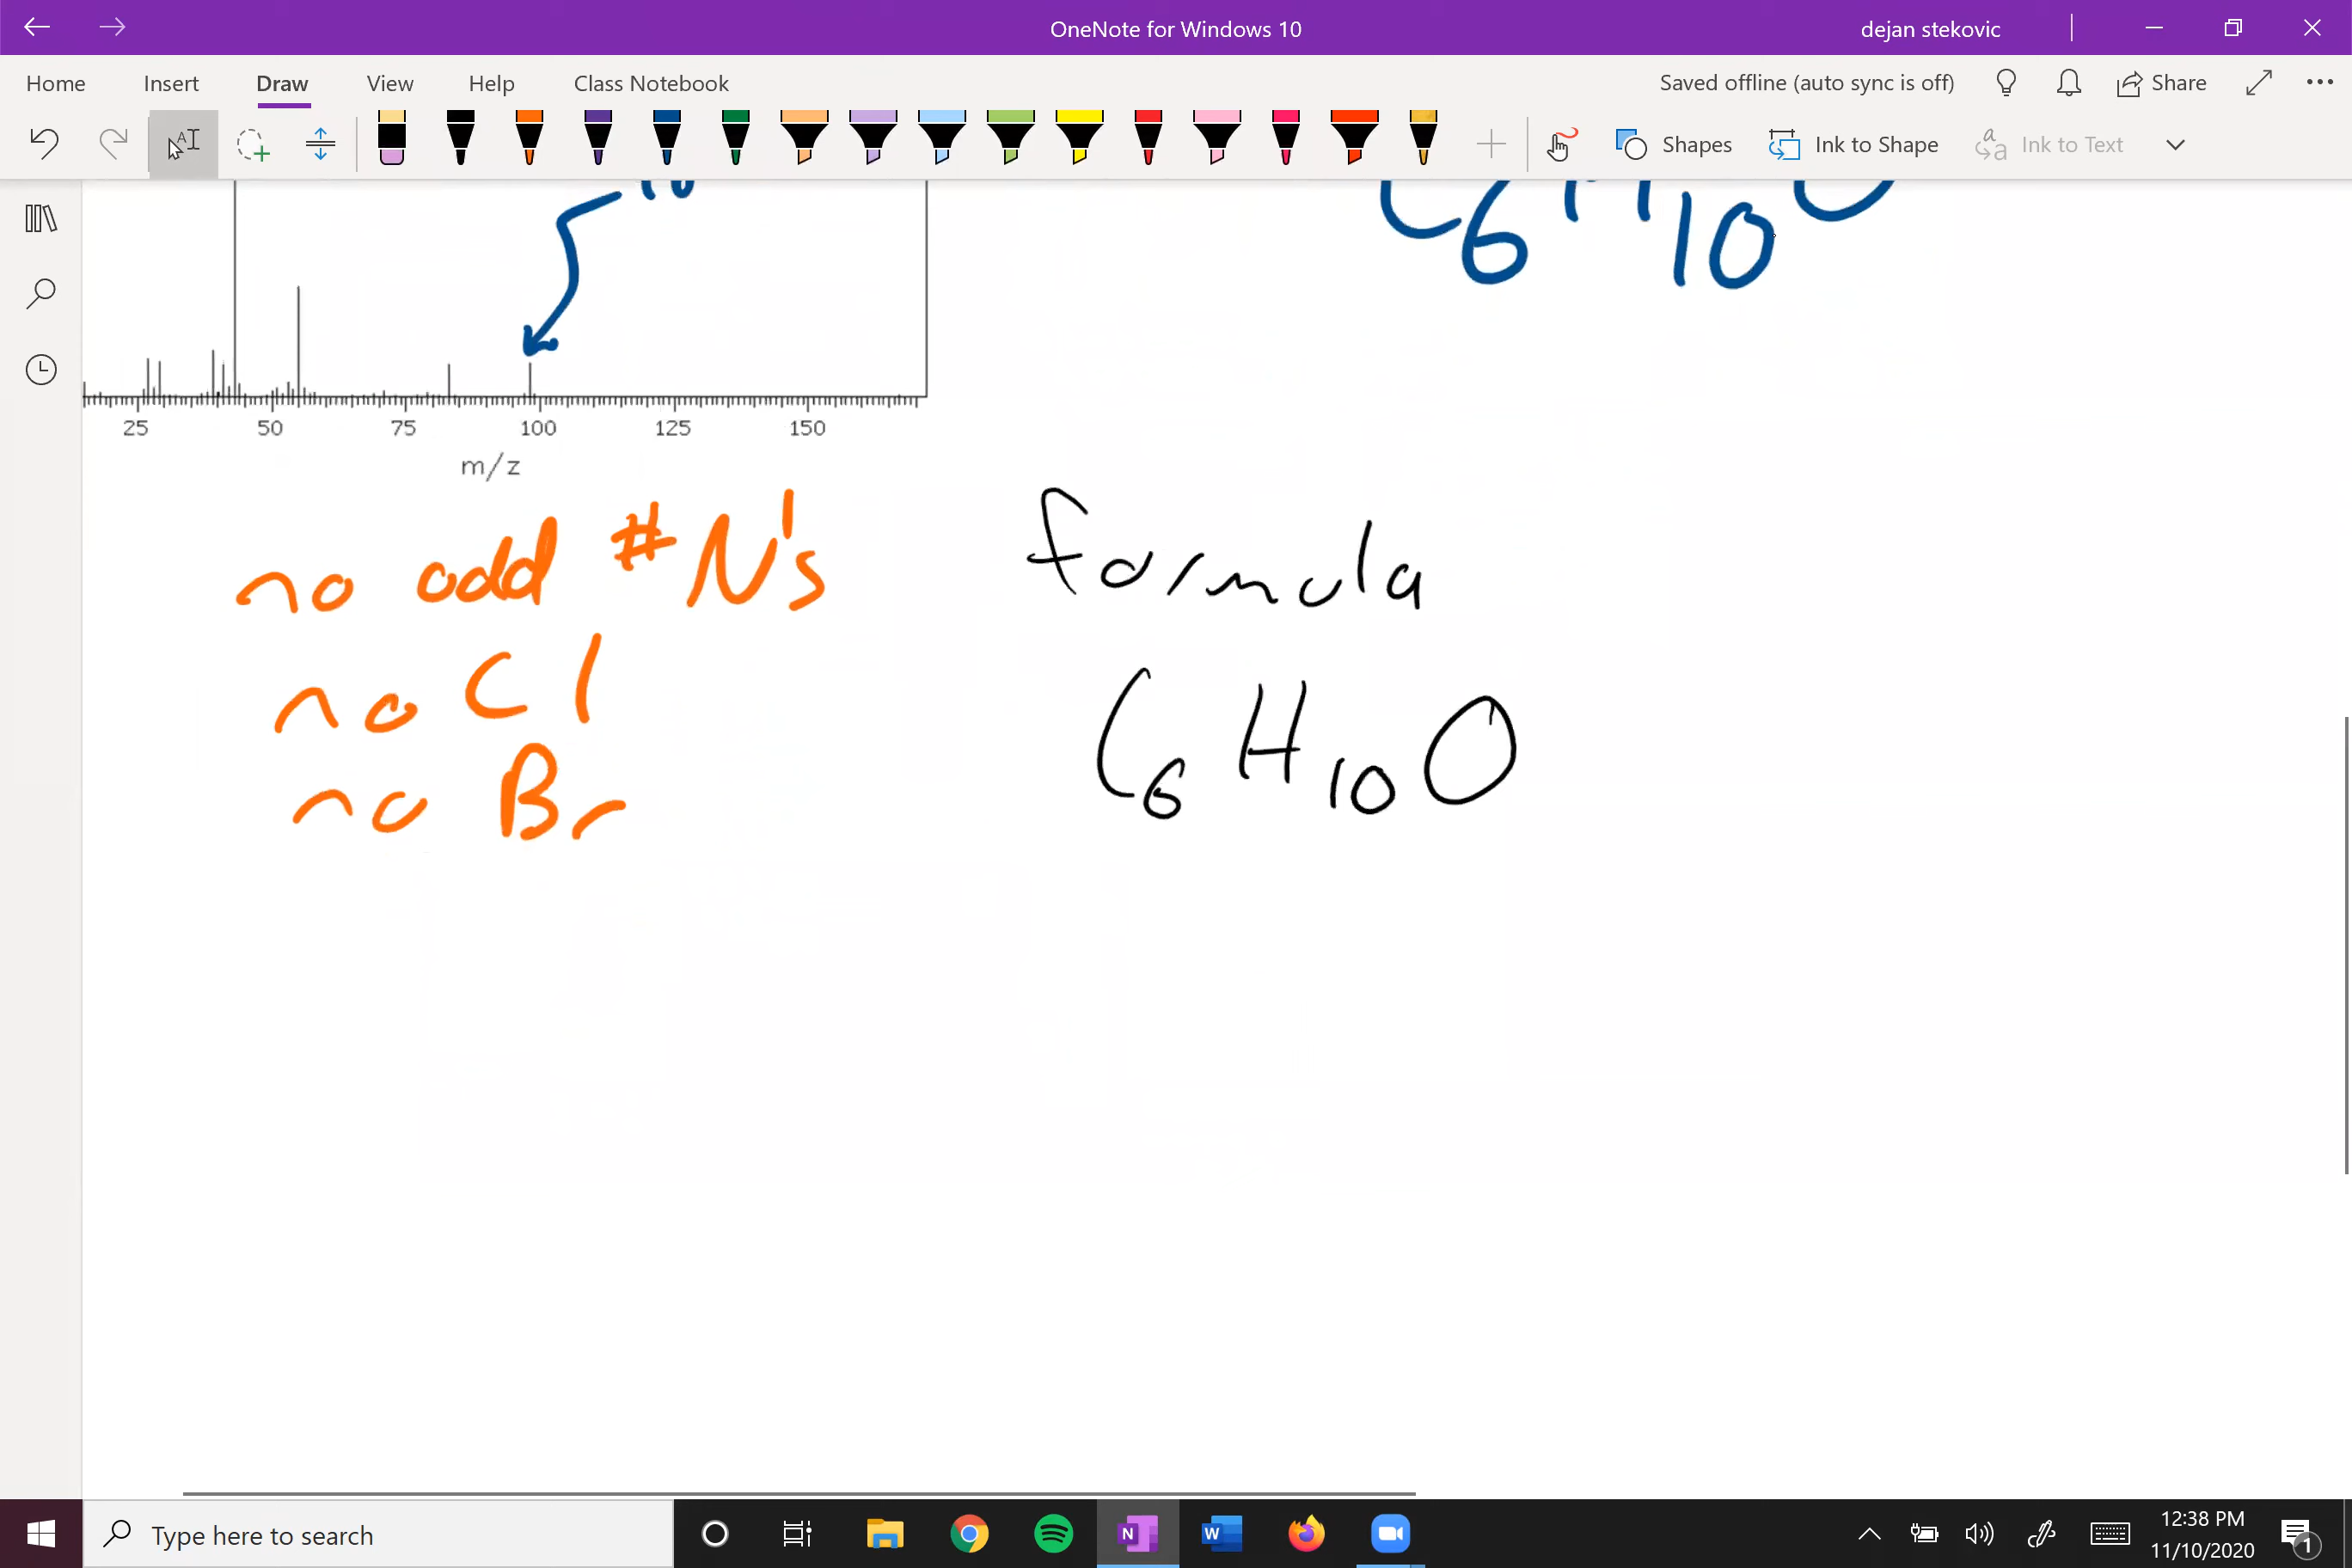 OneNote for Windows 10
dejan stekovic
Home Insert Draw View Help Class Notebook
Saved offline (auto sync is off) Share
Shapes Ink to Shape Ink to Text
C6H10O
25 50 75 100 125 150
m/z
no odd # N's
no Cl
no Br
formula
C6H10O
Type here to search
12:38 PM
11/10/2020
1